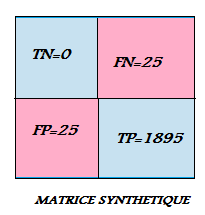 TN=0
FN=25
FP=25
TP=1895
MATRICE SYNTHETIQUE